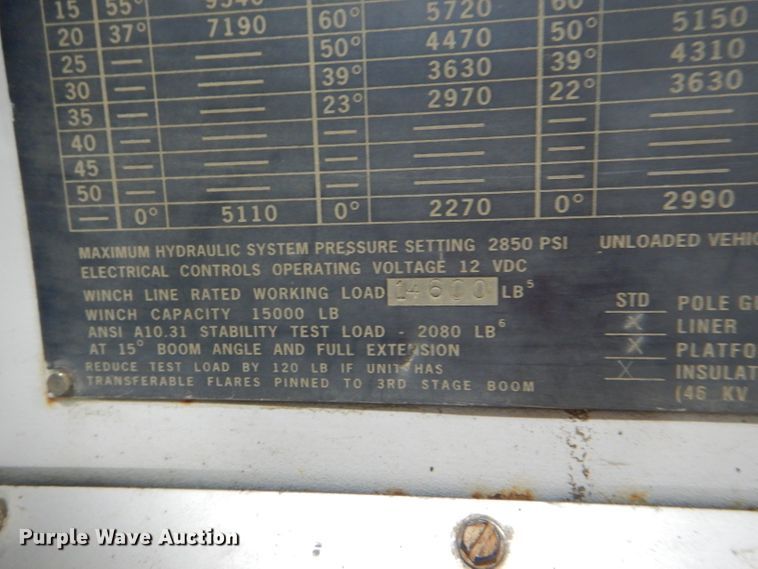 15 55° 9340 5720 60
20 37° 7190 60° 4470 50° 5150
25 — — 50° 3630 39° 4310
30 — — 39° 2970 22° 3630
35 — — 23° — — —
40 — — — — — —
45 — — — — — —
50 — — — — — —
— 0° 5110 0° 2270 0° 2990
MAXIMUM HYDRAULIC SYSTEM PRESSURE SETTING 2850 PSI UNLOADED VEHIC
ELECTRICAL CONTROLS OPERATING VOLTAGE 12 VDC
WINCH LINE RATED WORKING LOAD 14600 LB⁵
WINCH CAPACITY 15000 LB
ANSI A10.31 STABILITY TEST LOAD - 2080 LB⁶
AT 15° BOOM ANGLE AND FULL EXTENSION
REDUCE TEST LOAD BY 120 LB IF UNIT HAS
TRANSFERABLE FLARES PINNED TO 3RD STAGE BOOM
STD POLE GU
X LINER
X PLATFO
X INSULAT
(46 KV
Purple Wave Auction